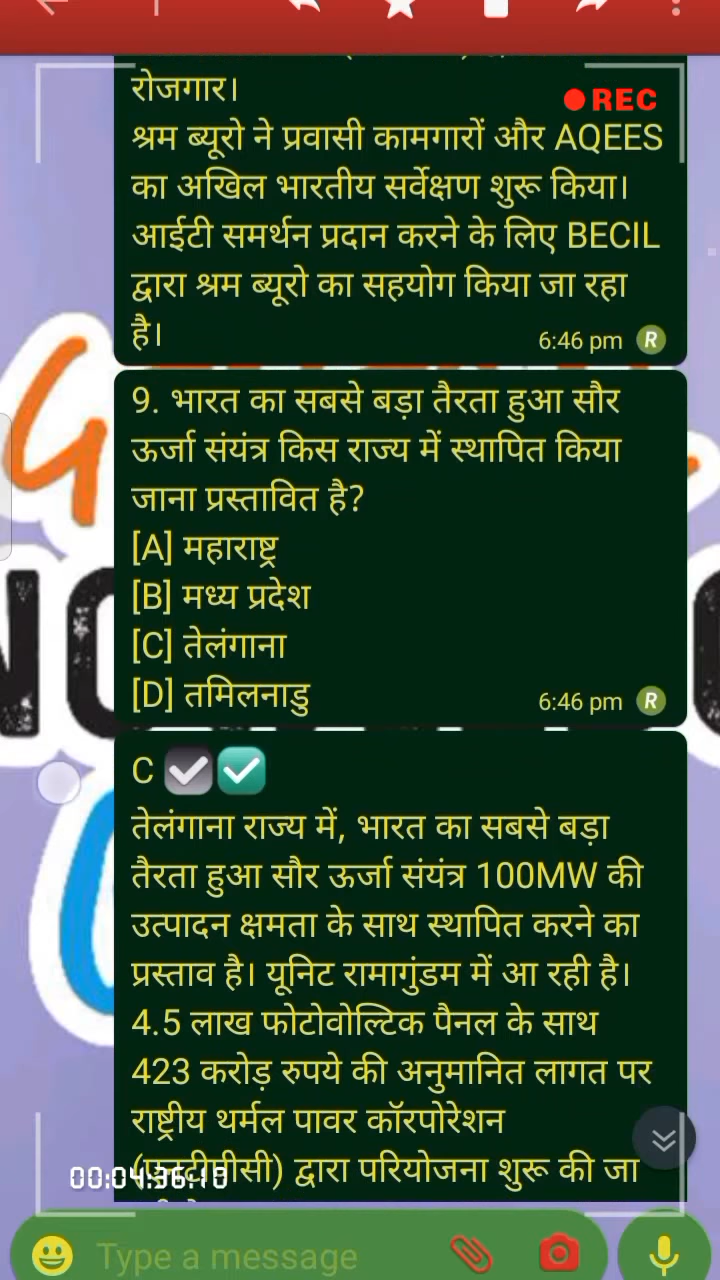 रोजगार।
REC
श्रम ब्यूरो ने प्रवासी कामगारों और AQEES
का अखिल भारतीय सर्वेक्षण शुरू किया।
आईटी समर्थन प्रदान करने के लिए BECIL
द्वारा श्रम ब्यूरो का सहयोग किया जा रहा
है।
6:46 pm R
9. भारत का सबसे बड़ा तैरता हुआ सौर
ऊर्जा संयंत्र किस राज्य में स्थापित किया
जाना प्रस्तावित है?
[A] महाराष्ट्र
[B] मध्य प्रदेश
[C] तेलंगाना
[D] तमिलनाडु
6:46 pm R
C ✔✅
तेलंगाना राज्य में, भारत का सबसे बड़ा
तैरता हुआ सौर ऊर्जा संयंत्र 100MW की
उत्पादन क्षमता के साथ स्थापित करने का
प्रस्ताव है। यूनिट रामागुंडम में आ रही है।
4.5 लाख फोटोवोल्टिक पैनल के साथ
423 करोड़ रुपये की अनुमानित लागत पर
राष्ट्रीय थर्मल पावर कॉरपोरेशन
(एनटीपीसी) द्वारा परियोजना शुरू की जा
Type a message